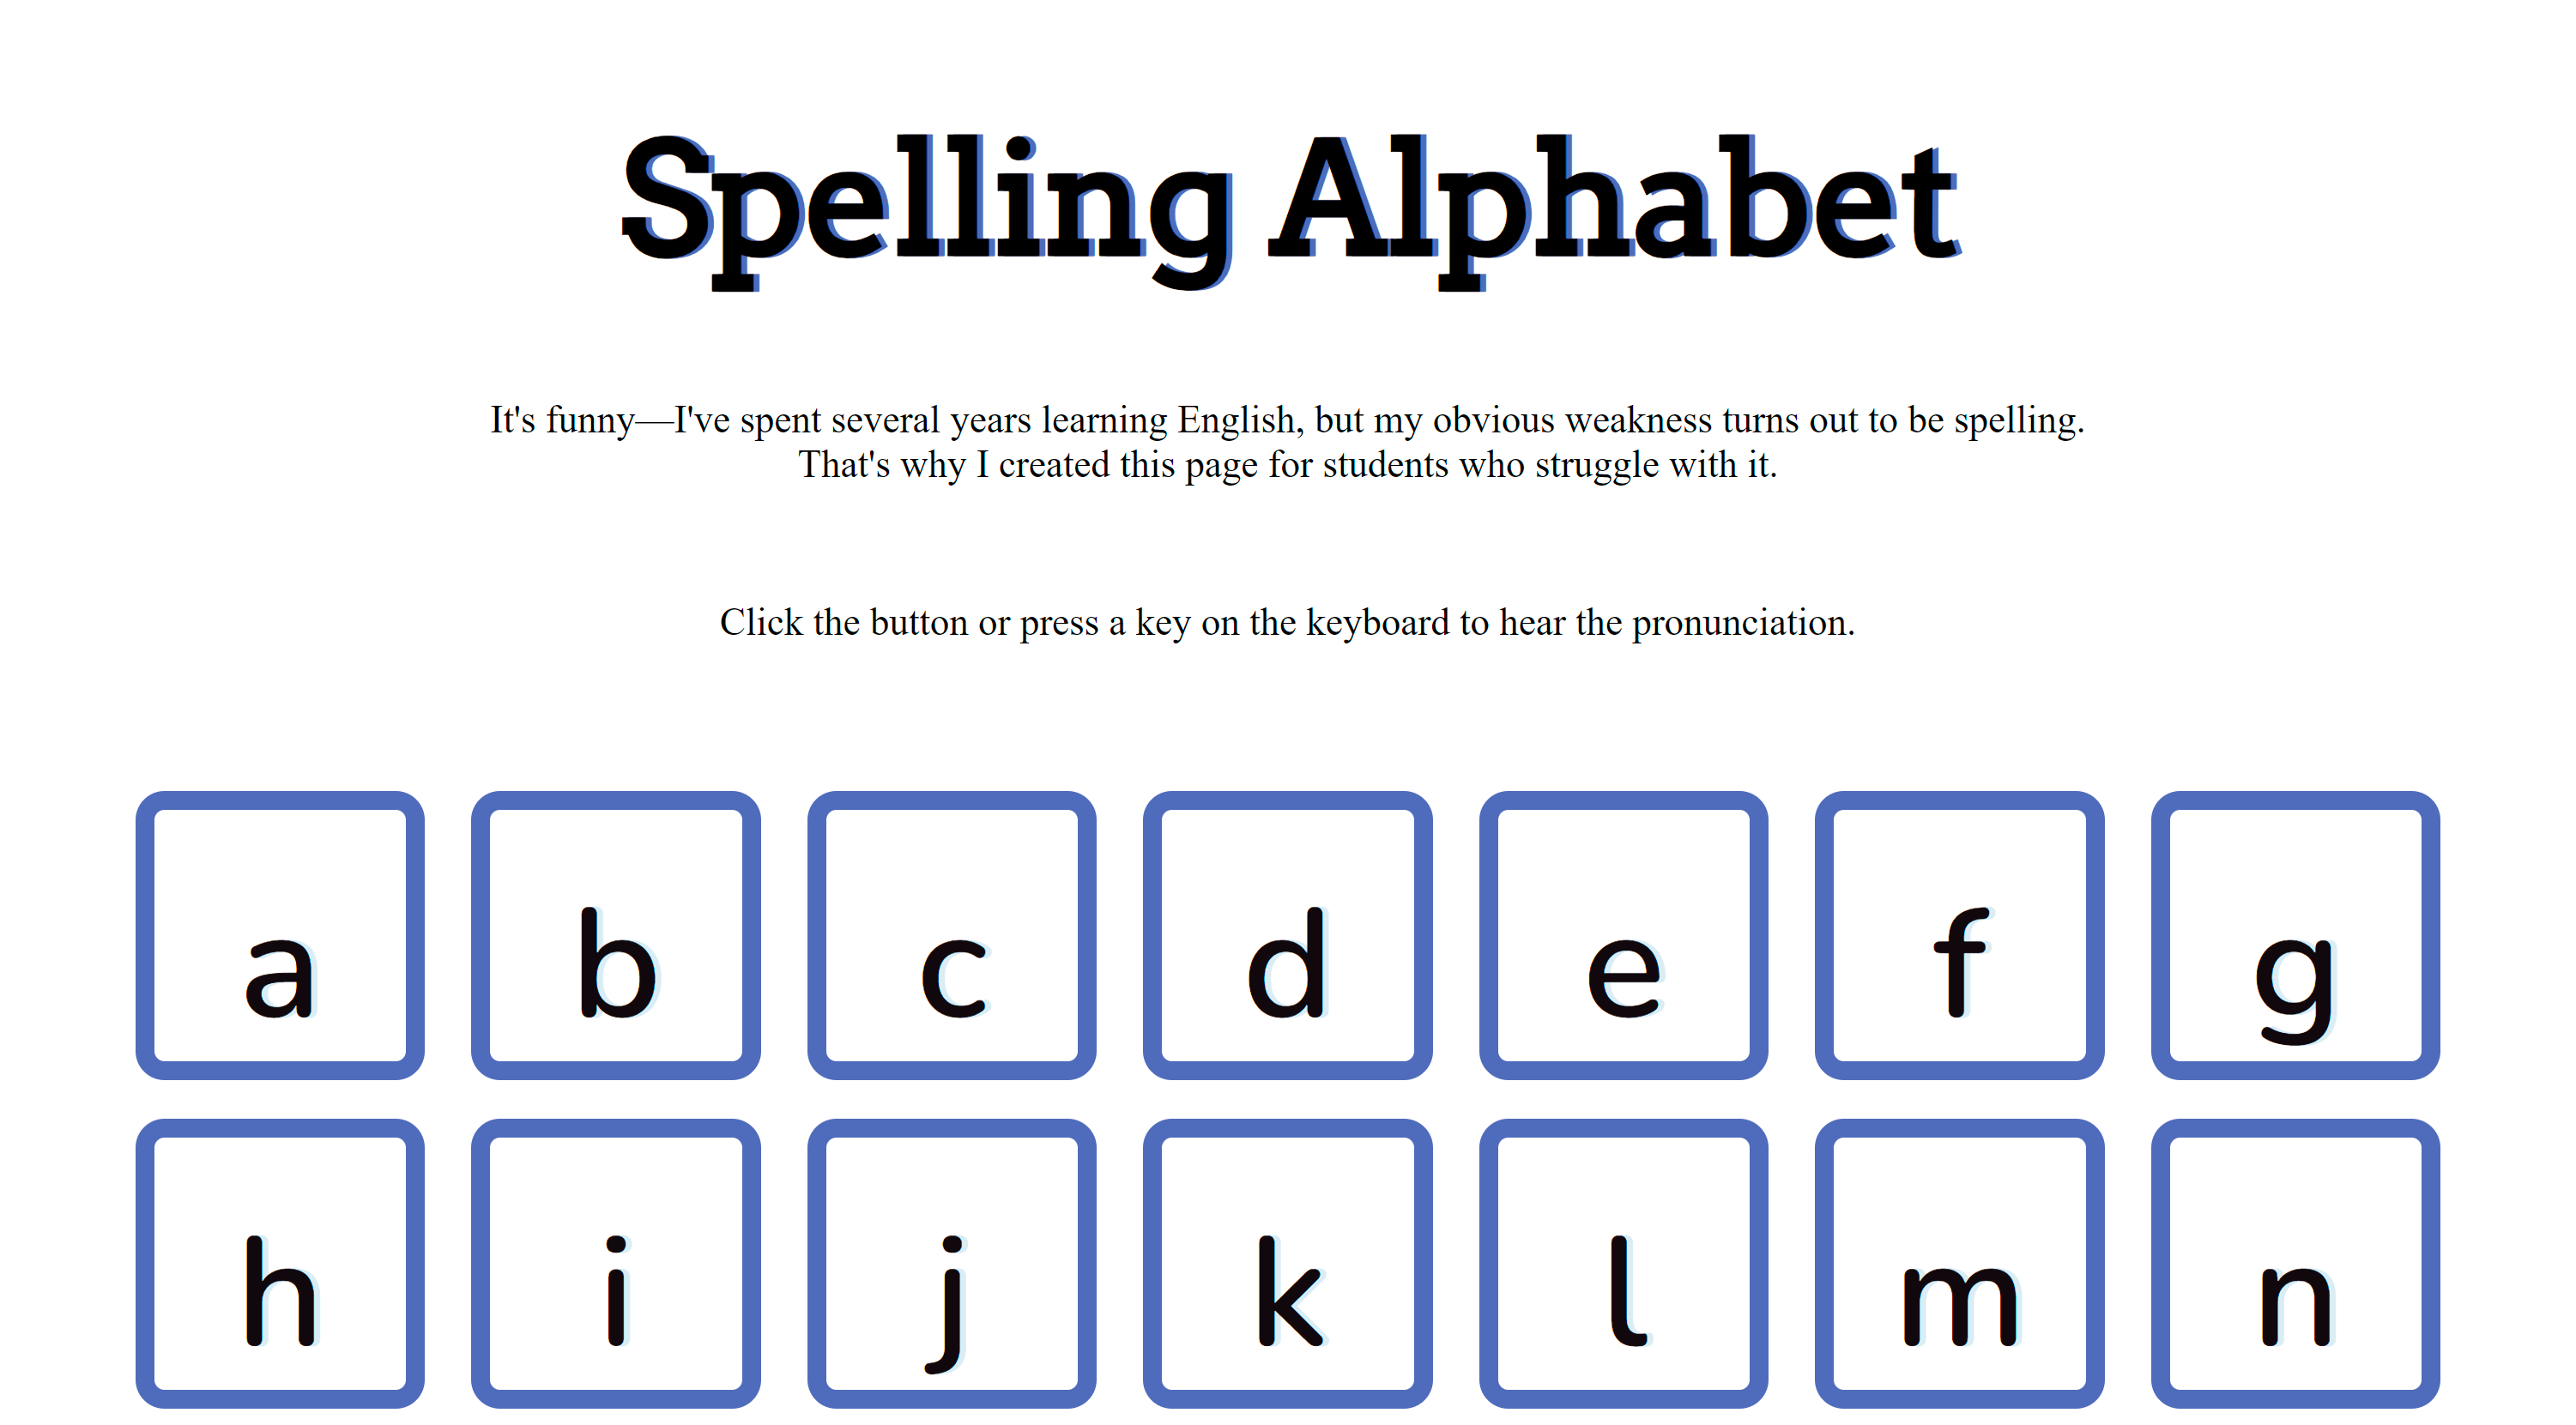 Spelling Alphabet
It's funny—I've spent several years learning English, but my obvious weakness turns out to be spelling.
That's why I created this page for students who struggle with it.
Click the button or press a key on the keyboard to hear the pronunciation.
a b c d e f g
h i j k l m n